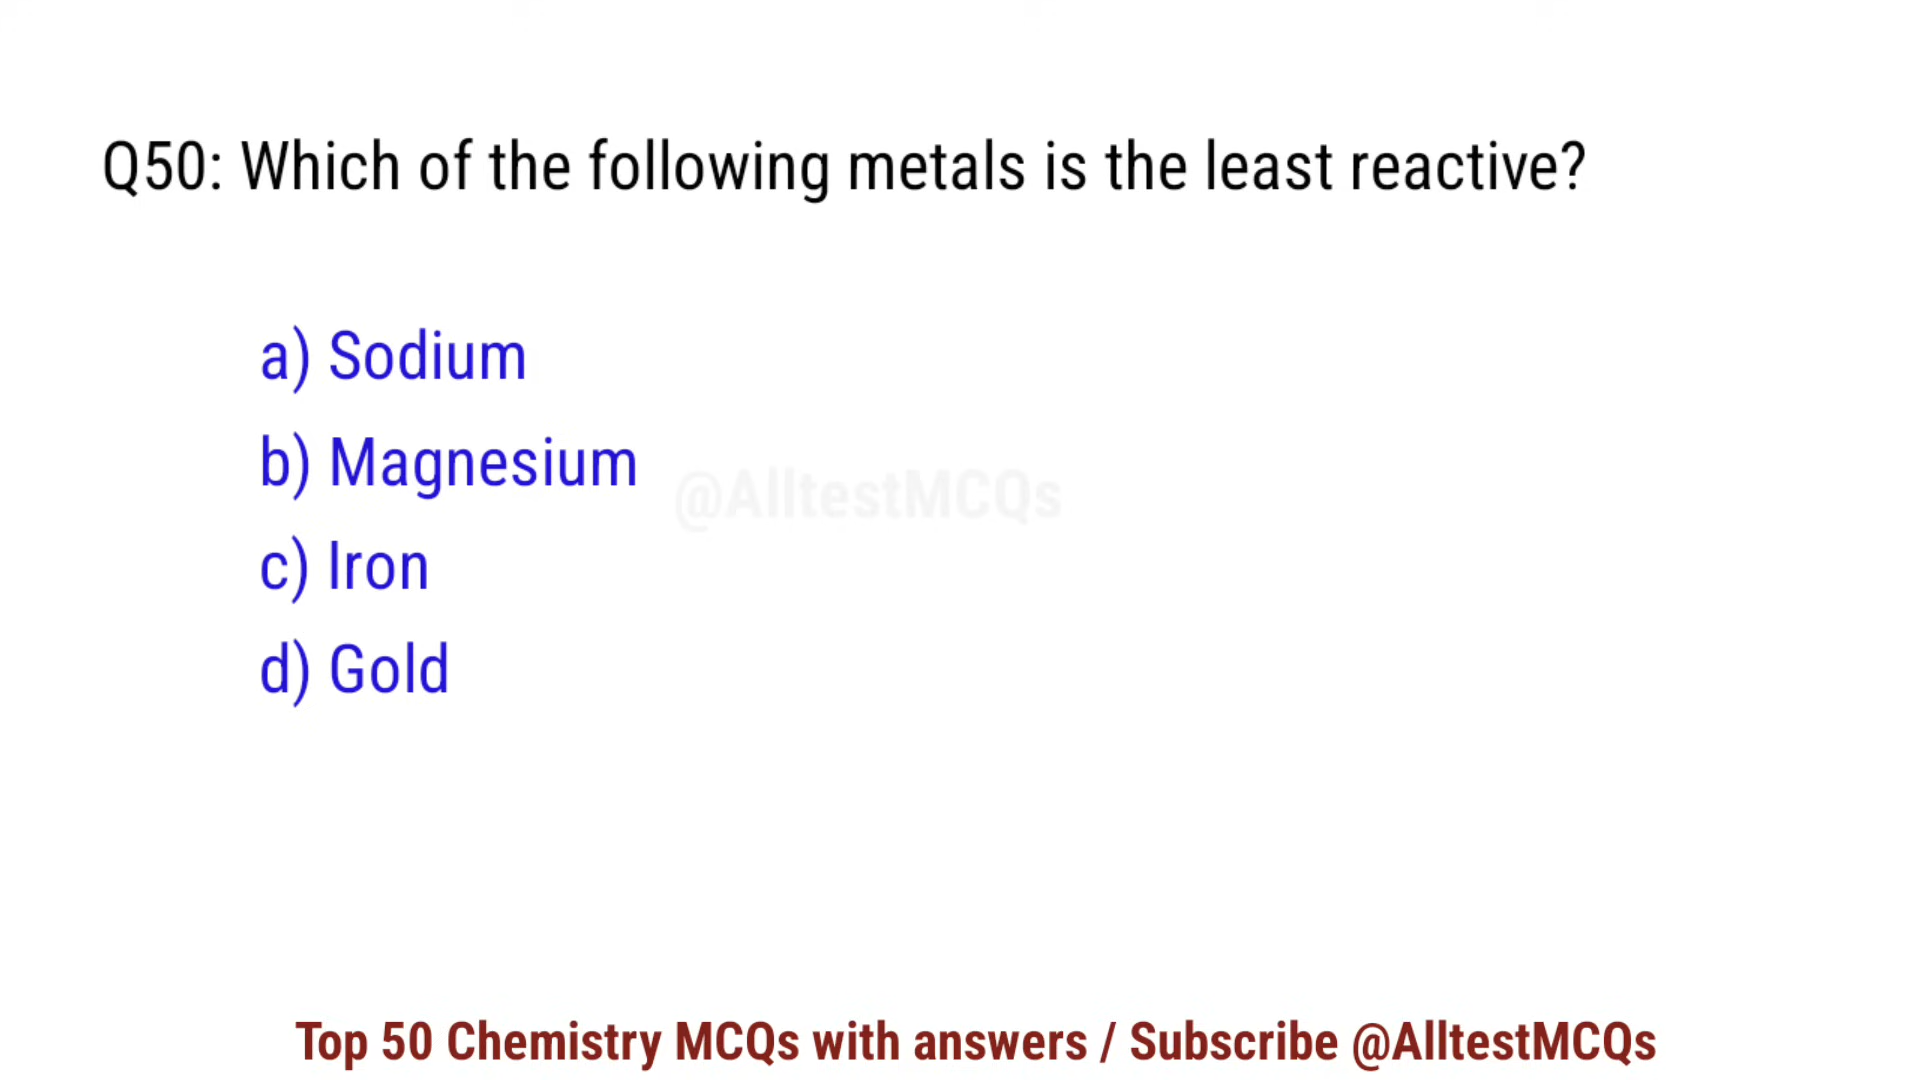 Q50: Which of the following metals is the least reactive?
a) Sodium
b) Magnesium
@AlltestMCQs
c) Iron
d) Gold
Top 50 Chemistry MCQs with answers / Subscribe @AlltestMCQs